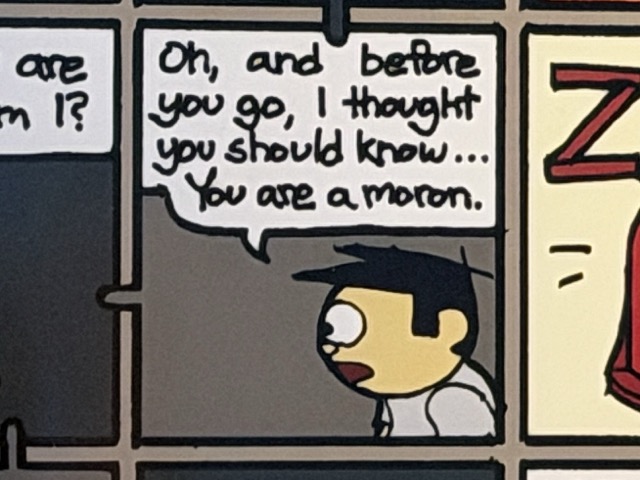 are
m I?
Oh, and before
you go, I thought
you should know...
You are a moron.
Z